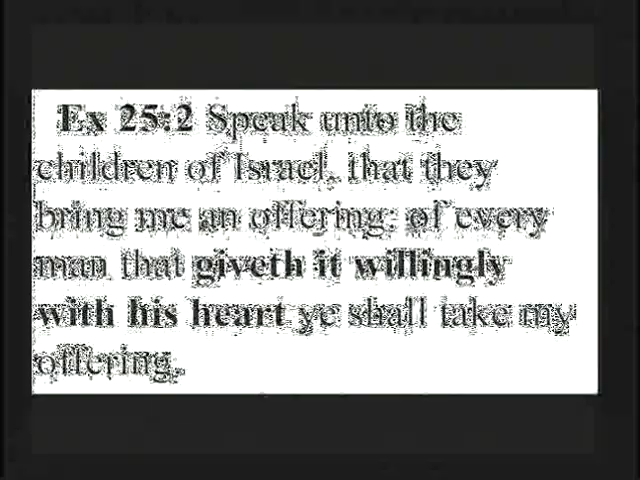 Ex 25:2 Speak unto the
children of Israel, that they
bring me an offering: of every
man that giveth it willingly
with his heart ye shall take my
offering.